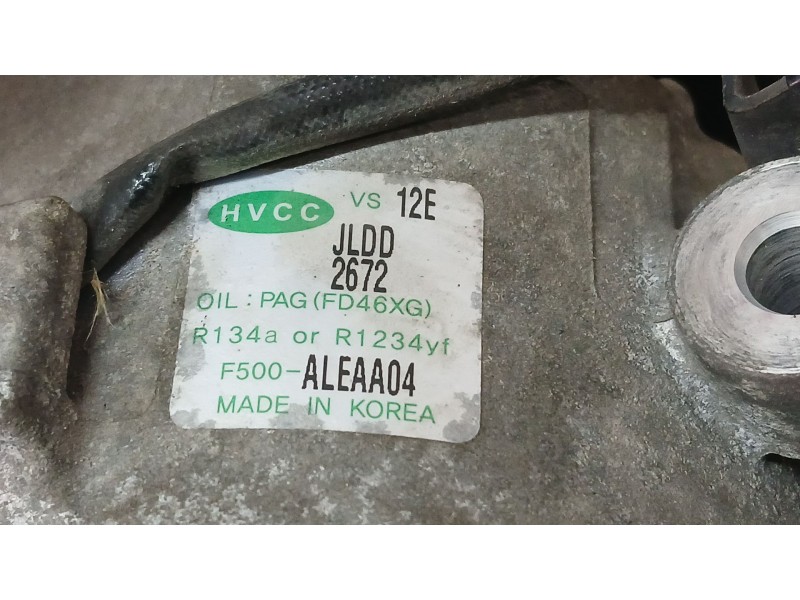 HVCC VS 12E
JLDD
2672
OIL : PAG (FD46XG)
R134a or R1234yf
F500-ALEAA04
MADE IN KOREA